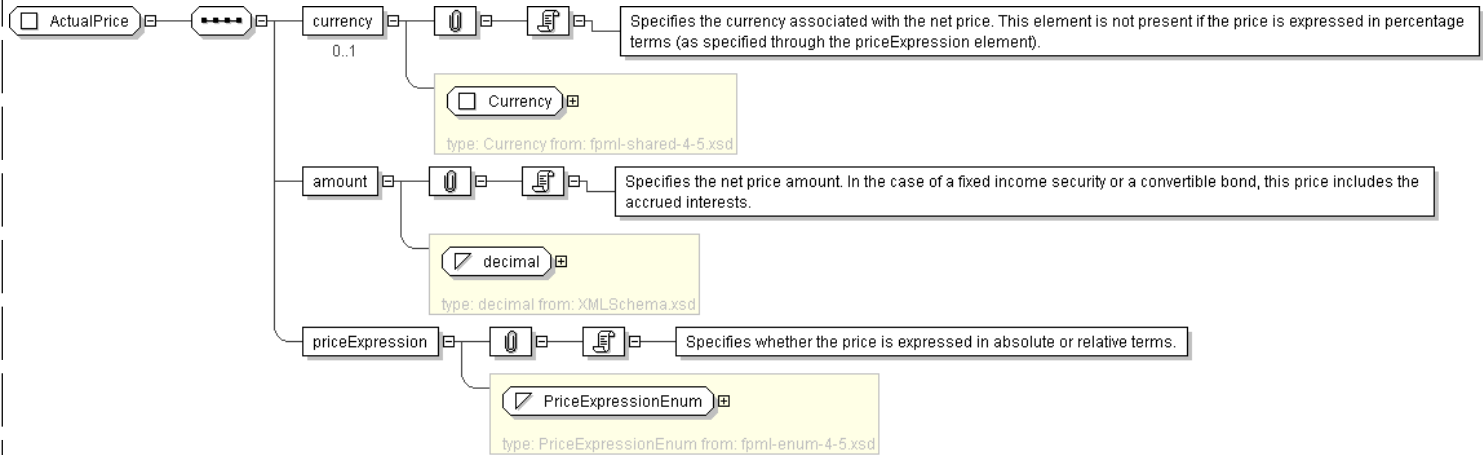 ActualPrice
currency
0..1
Specifies the currency associated with the net price. This element is not present if the price is expressed in percentage
terms (as specified through the priceExpression element).
Currency
type: Currency from: fpml-shared-4-5.xsd
amount
Specifies the net price amount. In the case of a fixed income security or a convertible bond, this price includes the
accrued interests.
decimal
type: decimal from: XMLSchema.xsd
priceExpression
Specifies whether the price is expressed in absolute or relative terms.
PriceExpressionEnum
type: PriceExpressionEnum from: fpml-enum-4-5.xsd